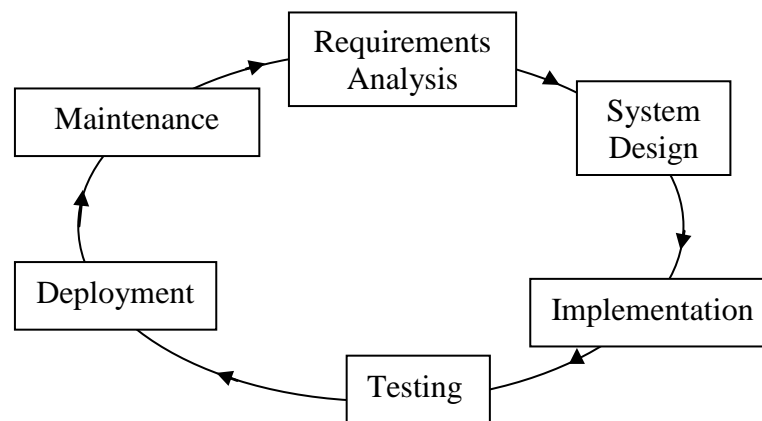 Requirements
Analysis
System
Design
Implementation
Testing
Deployment
Maintenance